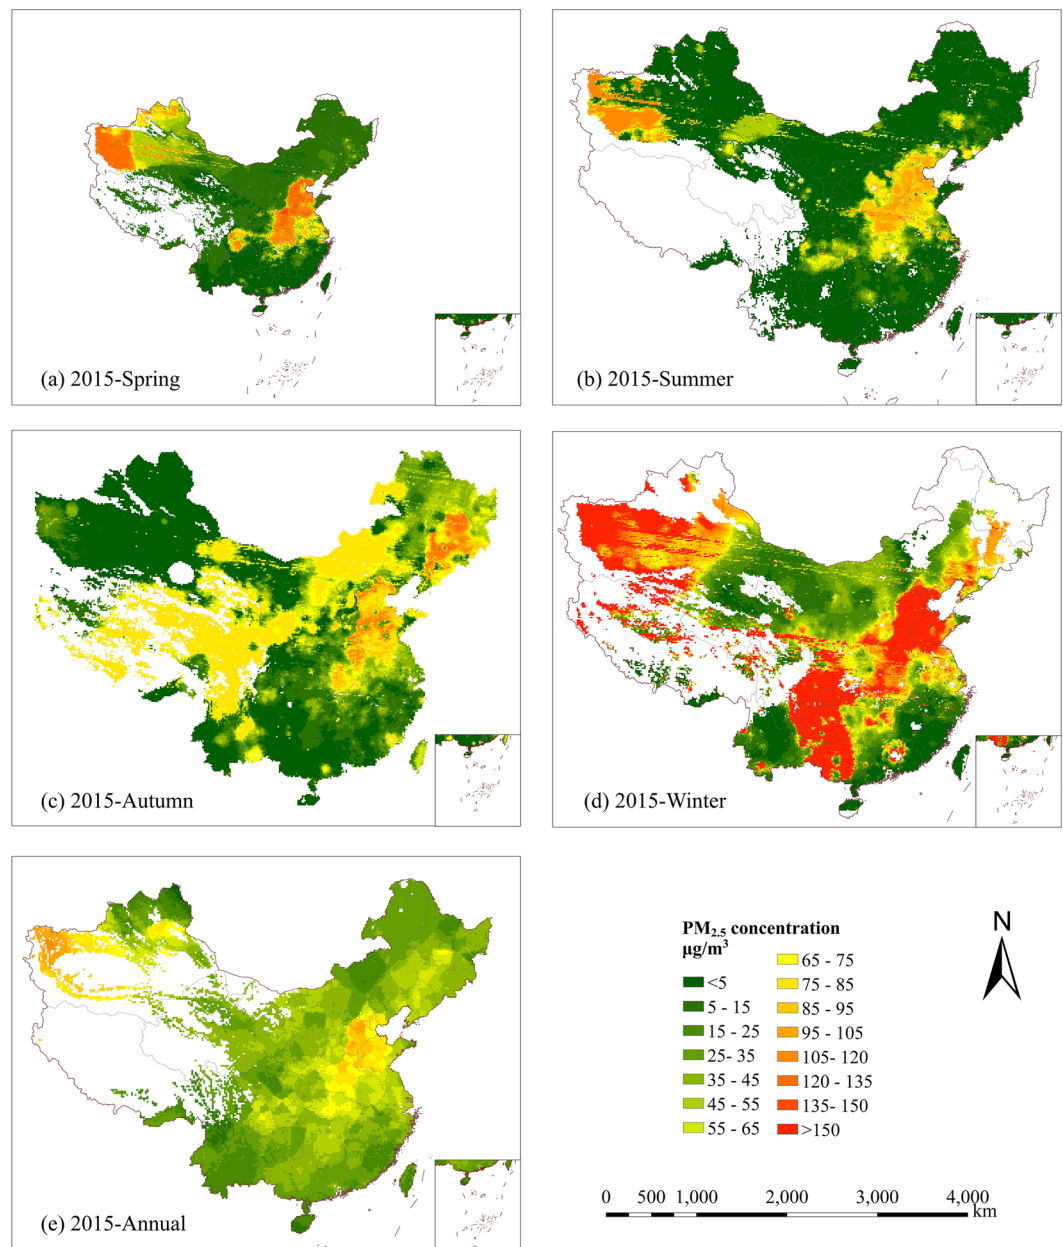 (a) 2015-Spring
(b) 2015-Summer
(c) 2015-Autumn
(d) 2015-Winter
(e) 2015-Annual
PM2.5 concentration
μg/m3
<5
5 - 15
15 - 25
25- 35
35 - 45
45 - 55
55 - 65
65 - 75
75 - 85
85 - 95
95 - 105
105- 120
120 - 135
135- 150
>150
N
0 500 1,000 2,000 3,000 4,000
km